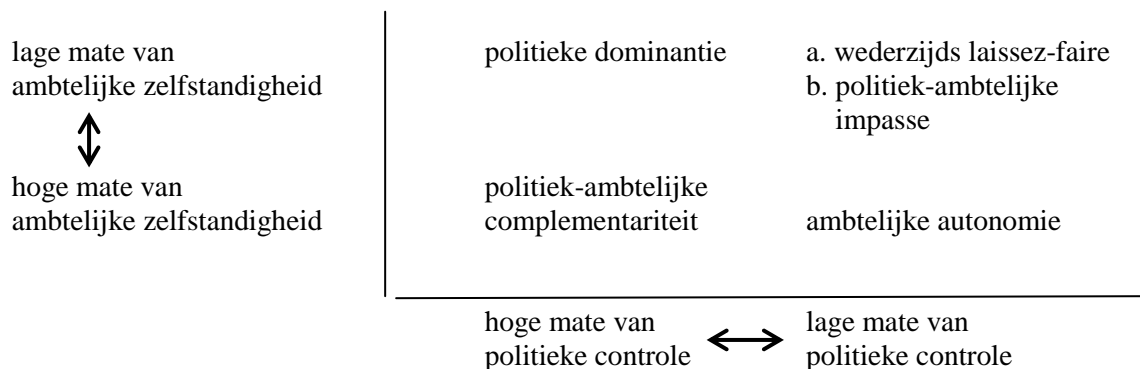 lage mate van politieke dominantie a. wederzijds laissez-faire
ambtelijke zelfstandigheid b. politiek-ambtelijke
impasse
hoge mate van politiek-ambtelijke
ambtelijke zelfstandigheid complementariteit ambtelijke autonomie
hoge mate van lage mate van
politieke controle politieke controle